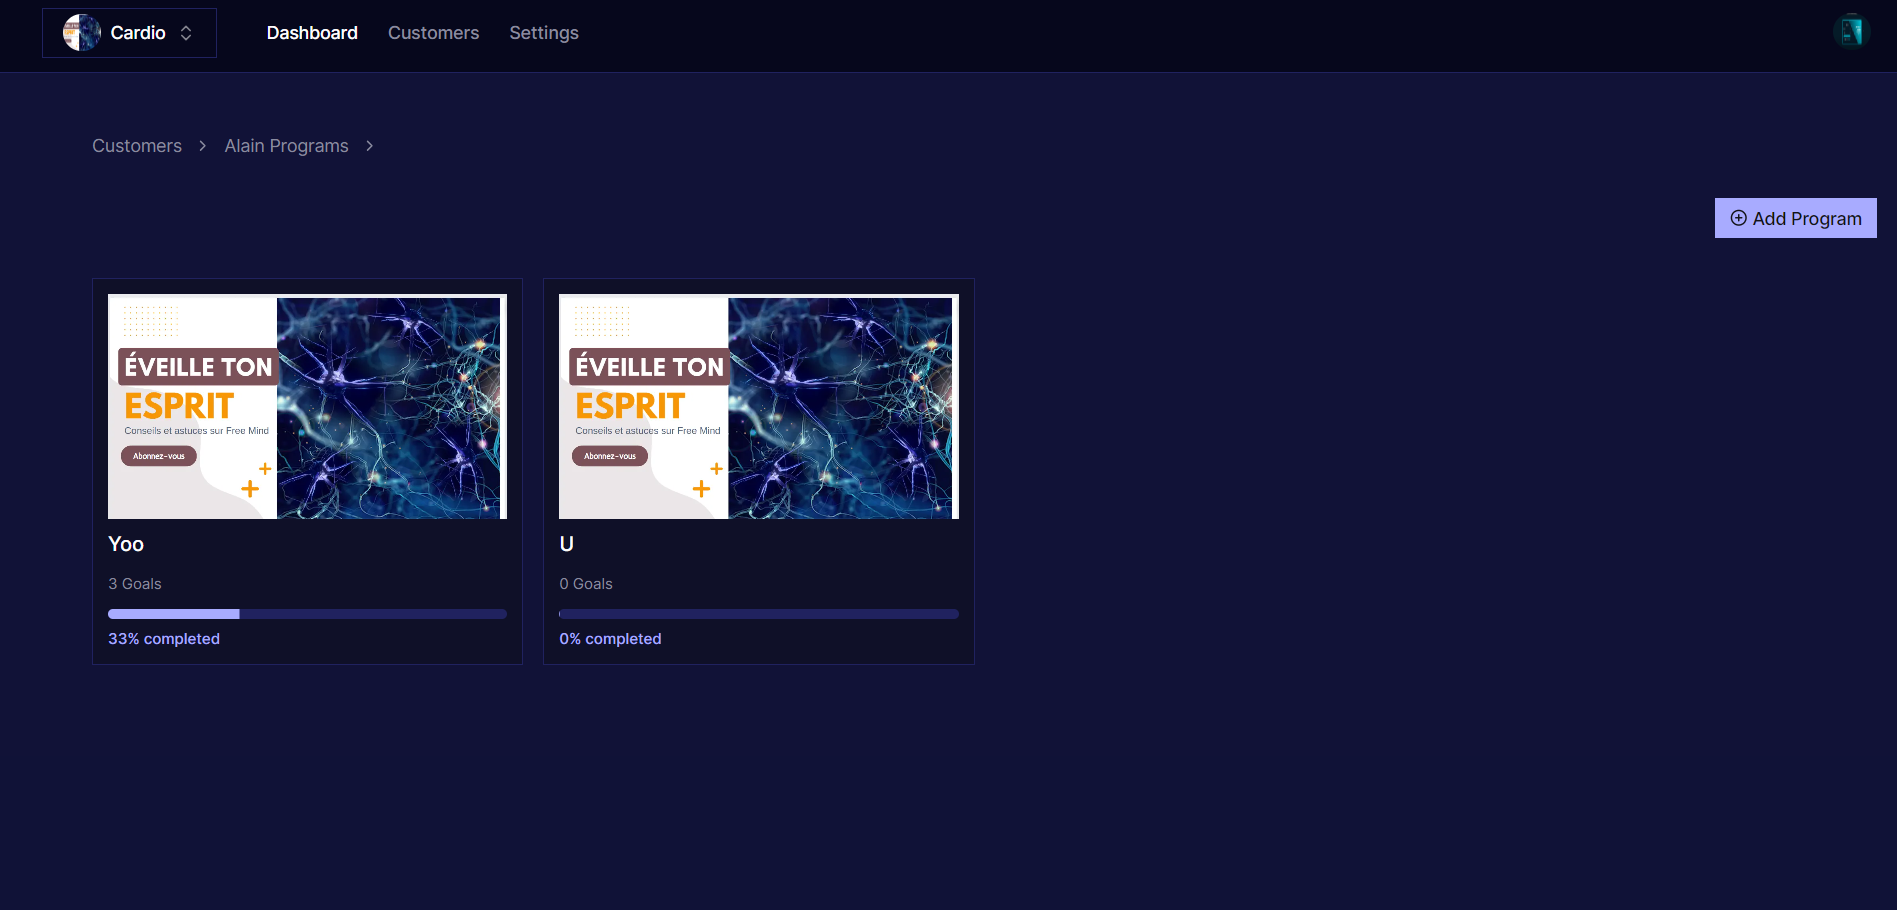 Cardio
Dashboard
Customers
Settings
Customers > Alain Programs >
Add Program
ÉVEILLE TON
ESPRIT
Conseils et astuces sur Free Mind
Abonnez-vous
Yoo
3 Goals
33% completed
ÉVEILLE TON
ESPRIT
Conseils et astuces sur Free Mind
Abonnez-vous
U
0 Goals
0% completed